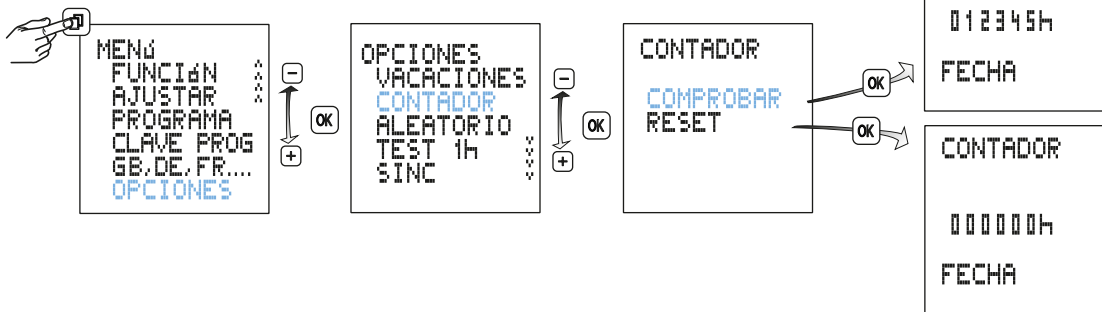 MENÚ
FUNCIÓN
AJUSTAR
PROGRAMA
CLAVE PROG
GB,DE,FR....
OPCIONES
-
OK
+
OPCIONES
VACACIONES
CONTADOR
ALEATORIO
TEST 1h
SINC
-
OK
+
CONTADOR
COMPROBAR
RESET
OK
OK
012345h
FECHA
CONTADOR
000000h
FECHA